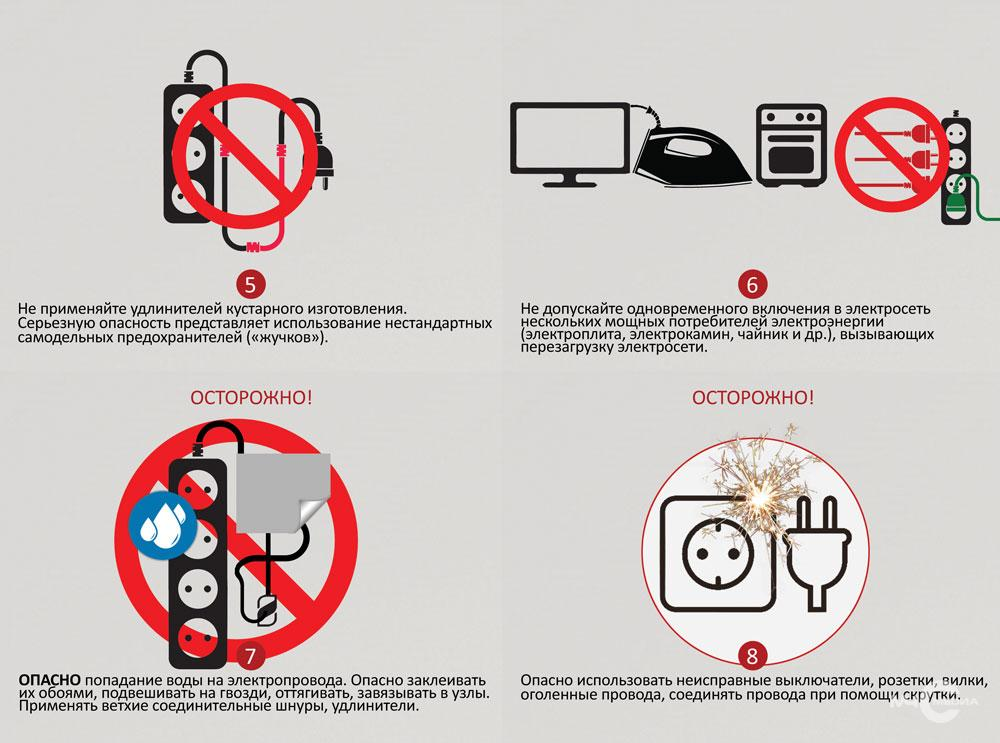 5
Не применяйте удлинителей кустарного изготовления.
Серьезную опасность представляет использование нестандартных
самодельных предохранителей («жучков»).
6
Не допускайте одновременного включения в электросеть
нескольких мощных потребителей электроэнергии
(электроплита, электрокамин, чайник и др.), вызывающих
перезагрузку электросети.
ОСТОРОЖНО!
7
ОПАСНО попадание воды на электропровода. Опасно заклеивать
их обоями, подвешивать на гвозди, оттягивать, завязывать в узлы.
Применять ветхие соединительные шнуры, удлинители.
ОСТОРОЖНО!
8
Опасно использовать неисправные выключатели, розетки, вилки,
оголенные провода, соединять провода при помощи скрутки.